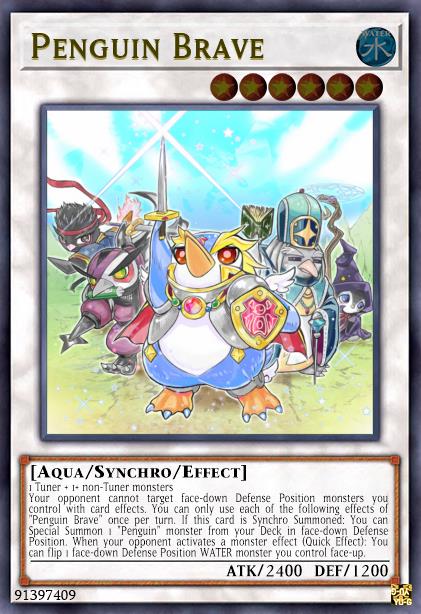 PENGUIN BRAVE
WATER
水
[AQUA/SYNCHRO/EFFECT]
1 Tuner + 1+ non-Tuner monsters
Your opponent cannot target face-down Defense Position monsters you
control with card effects. You can only use each of the following effects of
"Penguin Brave" once per turn. If this card is Synchro Summoned: You can
Special Summon 1 "Penguin" monster from your Deck in face-down Defense
Position. When your opponent activates a monster effect (Quick Effect): You
can flip 1 face-down Defense Position WATER monster you control face-up.
ATK/2400 DEF/1200
91397409